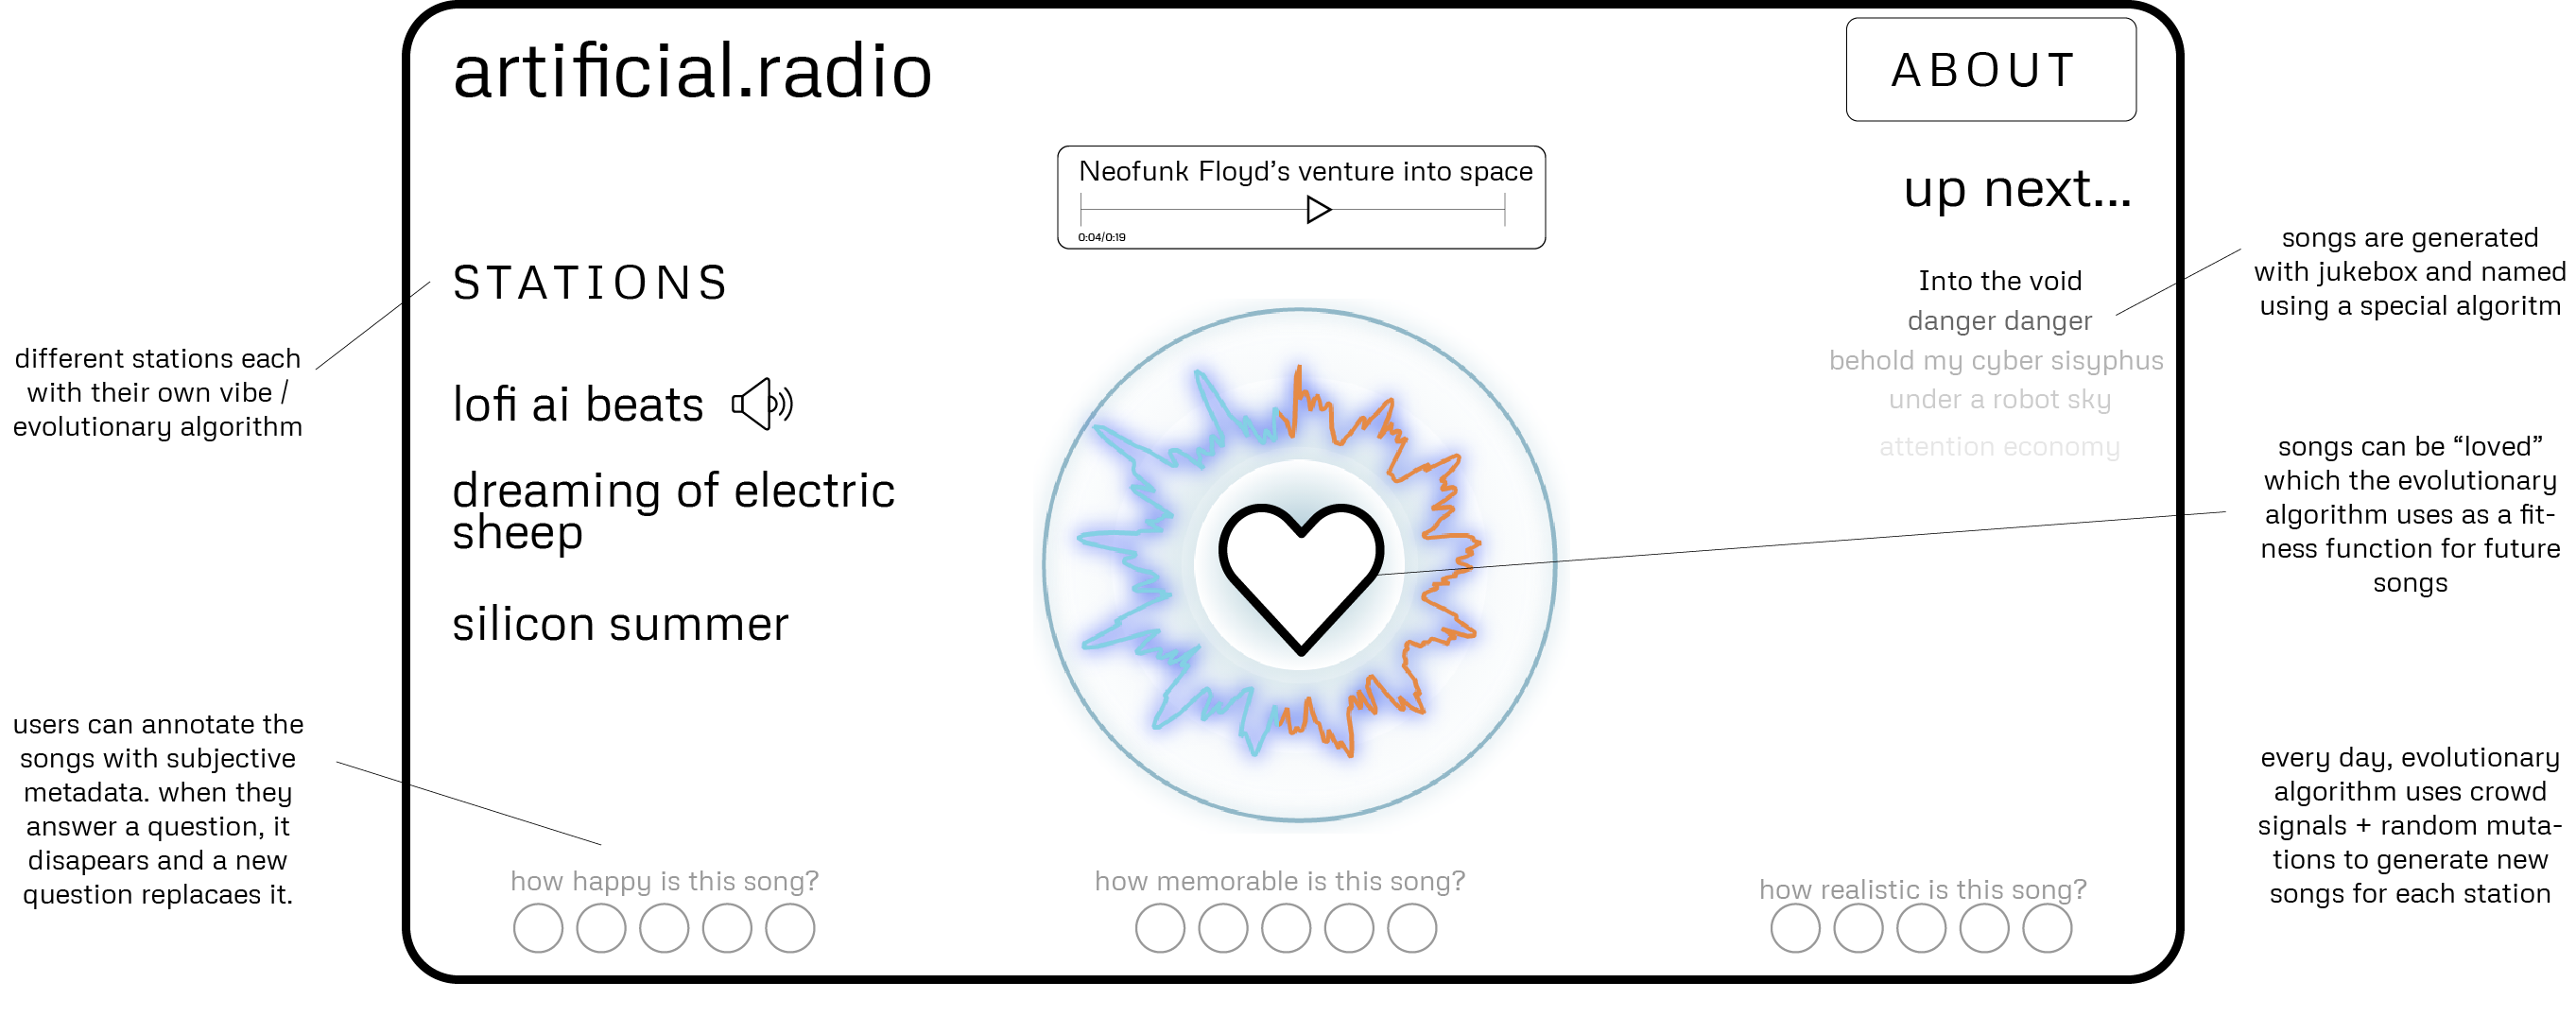 artificial.radio
ABOUT
Neofunk Floyd's venture into space
0:04/0:19
up next...
Into the void
danger danger
behold my cyber sisyphus
under a robot sky
attention economy
STATIONS
lofi ai beats
dreaming of electric
sheep
silicon summer
how happy is this song?
how memorable is this song?
how realistic is this song?
different stations each
with their own vibe /
evolutionary algorithm
users can annotate the
songs with subjective
metadata. when they
answer a question, it
disapears and a new
question replacaes it.
songs are generated
with jukebox and named
using a special algoritm
songs can be “loved”
which the evolutionary
algorithm uses as a fit-
ness function for future
songs
every day, evolutionary
algorithm uses crowd
signals + random muta-
tions to generate new
songs for each station